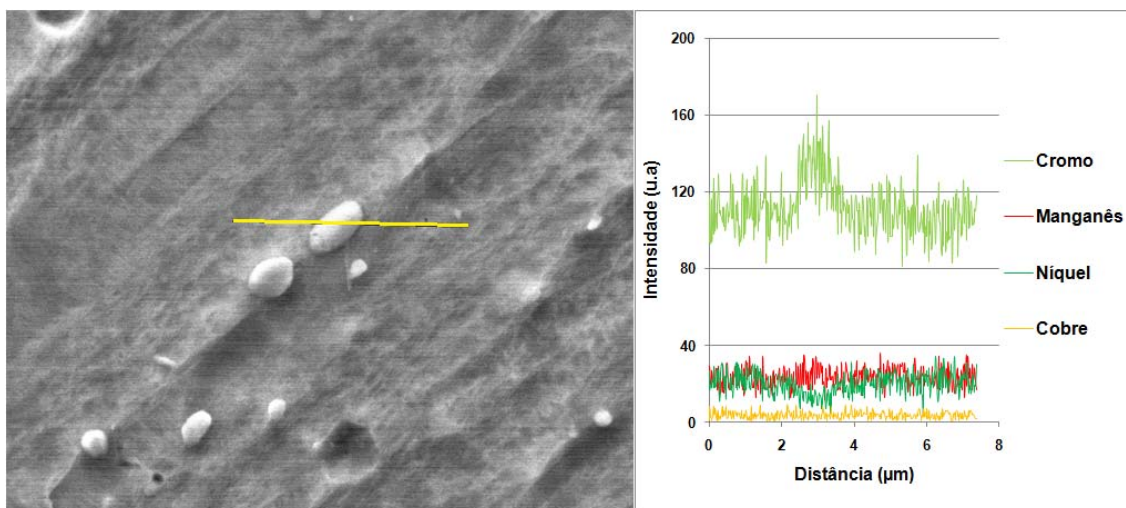 200
160
120
80
40
0
0 2 4 6 8
Intensidade (u.a)
Distância (µm)
Cromo
Manganês
Níquel
Cobre